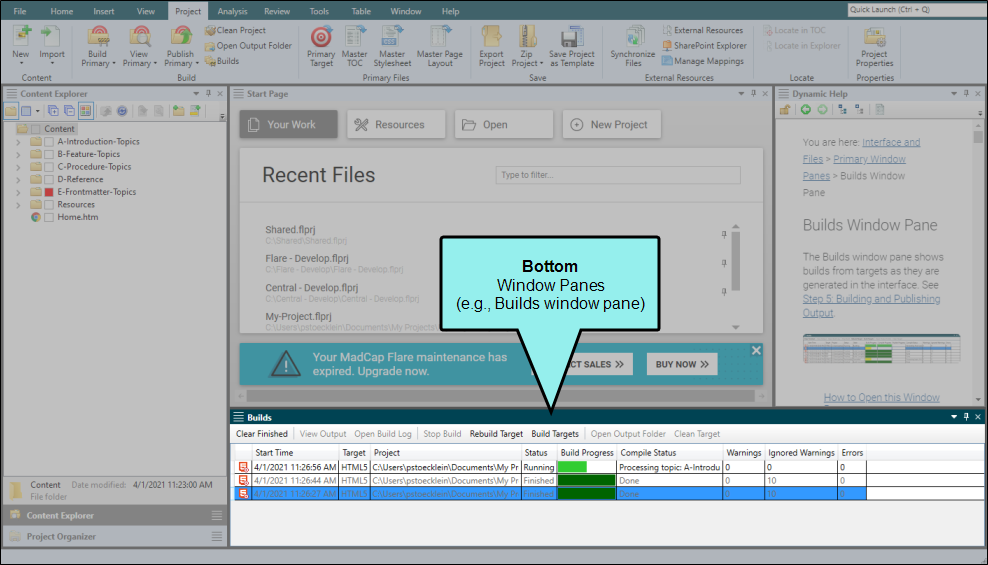 File Home Insert View Project Analysis Review Tools Table Window Help
Quick Launch (Ctrl + Q)
New
Import
Content
Build Primary
View Primary
Publish Primary
Clean Project
Open Output Folder
Builds
Build
Primary Target
Master TOC
Master Stylesheet
Master Page Layout
Primary Files
Export Project
Zip Project
Save Project as Template
Save
Synchronize Files
External Resources
SharePoint Explorer
Manage Mappings
External Resources
Locate in TOC
Locate in Explorer
Locate
Project Properties
Properties
Content Explorer
Content
A-Introduction-Topics
B-Feature-Topics
C-Procedure-Topics
D-Reference
E-Frontmatter-Topics
Resources
Home.htm
Content Date modified: 4/1/2021 11:23:00 AM
File folder
Content Explorer
Project Organizer
Start Page
Your Work
Resources
Open
New Project
Recent Files
Type to filter...
Shared.flprj
C:\Shared\Shared.flprj
Flare - Develop.flprj
C:\Flare - Develop\Flare - Develop.flprj
Central - Develop.flprj
C:\Central - Develop\Central - Develop.flprj
My-Project.flprj
C:\Users\pstoecklein\Documents\My Projects
Your MadCap Flare maintenance has
expired. Upgrade now.
CT SALES >>
BUY NOW >>
Bottom
Window Panes
(e.g., Builds window pane)
Dynamic Help
You are here: Interface and
Files > Primary Window
Panes > Builds Window
Pane
Builds Window Pane
The Builds window pane shows
builds from targets as they are
generated in the interface. See
Step 5: Building and Publishing
Output.
How to Open this Window
Builds
Clear Finished View Output Open Build Log Stop Build Rebuild Target Build Targets Open Output Folder Clean Target
Start Time Target Project Status Build Progress Compile Status Warnings Ignored Warnings Errors
4/1/2021 11:26:56 AM HTML5 C:\Users\pstoecklein\Documents\My Pr Running Processing topic: A-Introdu 0 0 0
4/1/2021 11:26:44 AM HTML5 C:\Users\pstoecklein\Documents\My Pr Finished Done 0 10 0
4/1/2021 11:26:27 AM HTML5 C:\Users\pstoecklein\Documents\My Pr Finished Done 0 10 0